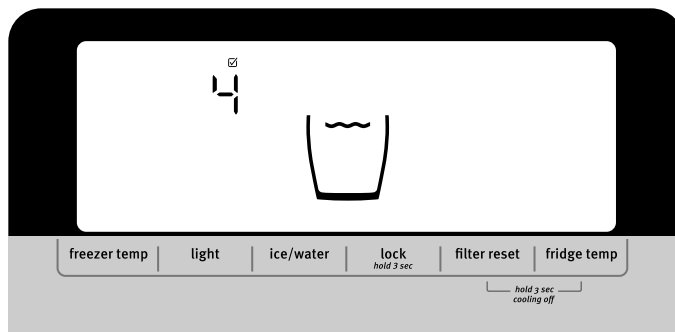 4
freezer temp light ice/water lock filter reset fridge temp
hold 3 sec
hold 3 sec
cooling off